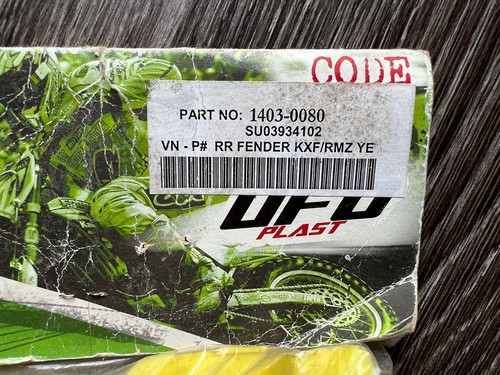 CODE
PART NO: 1403-0080
SU03934102
VN - P# RR FENDER KXF/RMZ YE
UFO
PLAST